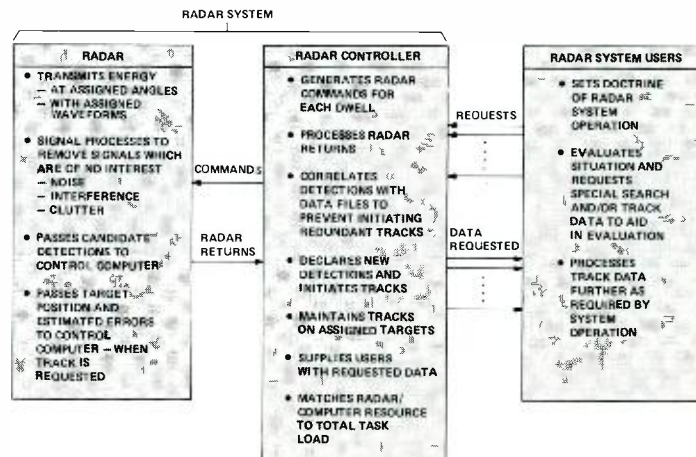 RADAR SYSTEM
RADAR
• TRANSMITS ENERGY
– AT ASSIGNED ANGLES
– WITH ASSIGNED
WAVEFORMS
• SIGNAL PROCESSES TO
REMOVE SIGNALS WHICH
ARE OF NO INTEREST
– NOISE
– INTERFERENCE
– CLUTTER
• PASSES CANDIDATE
DETECTIONS TO
CONTROL COMPUTER
• PASSES TARGET
POSITION AND
ESTIMATED ERRORS
TO CONTROL
COMPUTER – WHEN
TRACK IS
REQUESTED
COMMANDS
RADAR
RETURNS
RADAR CONTROLLER
• GENERATES RADAR
COMMANDS FOR
EACH DWELL
• PROCESSES RADAR
RETURNS
• CORRELATES
DETECTIONS WITH
DATA FILES TO
PREVENT INITIATING
REDUNDANT TRACKS
• DECLARES NEW
DETECTIONS AND
INITIATES TRACKS
• MAINTAINS TRACKS
ON ASSIGNED TARGETS
• SUPPLIES USERS
WITH REQUESTED DATA
• MATCHES RADAR/
COMPUTER RESOURCE
TO TOTAL TASK
LOAD
REQUESTS
DATA
REQUESTED
RADAR SYSTEM USERS
• SETS DOCTRINE
OF RADAR
SYSTEM
OPERATION
• EVALUATES
SITUATION AND
REQUESTS
SPECIAL SEARCH
AND/OR TRACK
DATA TO AID
IN EVALUATION
• PROCESSES
TRACK DATA
FURTHER AS
REQUIRED BY
SYSTEM
OPERATION